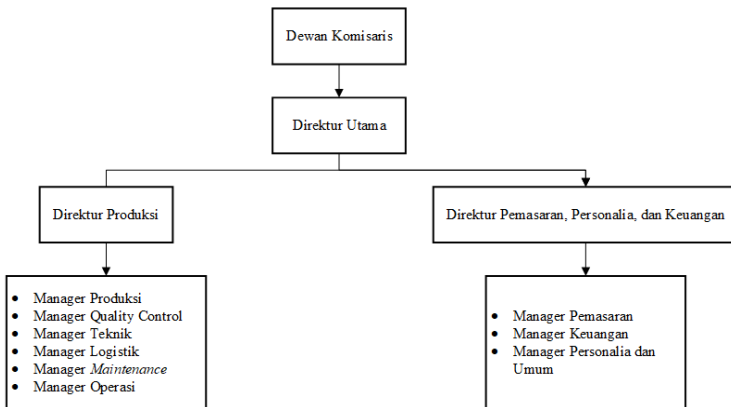 Dewan Komisaris
Direktur Utama
Direktur Produksi
Direktur Pemasaran, Personalia, dan Keuangan
• Manager Produksi
• Manager Quality Control
• Manager Teknik
• Manager Logistik
• Manager Maintenance
• Manager Operasi
• Manager Pemasaran
• Manager Keuangan
• Manager Personalia dan
Umum